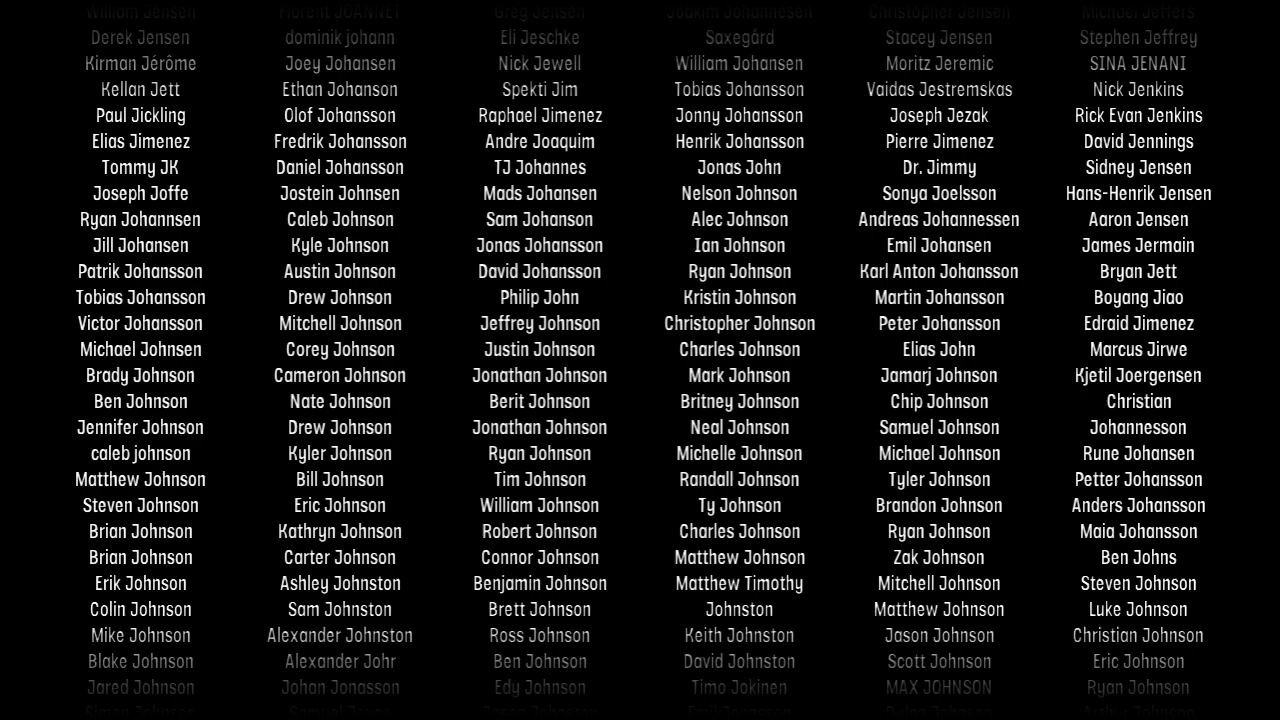 William Jensen
Derek Jensen
Kirman Jérôme
Kellan Jett
Paul Jickling
Elias Jimenez
Tommy JK
Joseph Joffe
Ryan Johannsen
Jill Johansen
Patrik Johansson
Tobias Johansson
Victor Johansson
Michael Johnsen
Brady Johnson
Ben Johnson
Jennifer Johnson
caleb johnson
Matthew Johnson
Steven Johnson
Brian Johnson
Brian Johnson
Erik Johnson
Colin Johnson
Mike Johnson
Blake Johnson
Jared Johnson
Florent JOANNET
dominik johann
Joey Johansen
Ethan Johanson
Olof Johansson
Fredrik Johansson
Daniel Johansson
Jostein Johnsen
Caleb Johnson
Kyle Johnson
Austin Johnson
Drew Johnson
Mitchell Johnson
Corey Johnson
Cameron Johnson
Nate Johnson
Drew Johnson
Kyler Johnson
Bill Johnson
Eric Johnson
Kathryn Johnson
Carter Johnson
Ashley Johnston
Sam Johnston
Alexander Johnston
Alexander Johr
Johan Jonasson
Greg Jensen
Eli Jeschke
Nick Jewell
Spekti Jim
Raphael Jimenez
Andre Joaquim
TJ Johannes
Mads Johansen
Sam Johanson
Jonas Johansson
David Johansson
Philip John
Jeffrey Johnson
Justin Johnson
Jonathan Johnson
Berit Johnson
Jonathan Johnson
Ryan Johnson
Tim Johnson
William Johnson
Robert Johnson
Connor Johnson
Benjamin Johnson
Brett Johnson
Ross Johnson
Ben Johnson
Edy Johnson
Joakim Johannesen
Saxegård
William Johansen
Tobias Johansson
Jonny Johansson
Henrik Johansson
Jonas John
Nelson Johnson
Alec Johnson
Ian Johnson
Ryan Johnson
Kristin Johnson
Christopher Johnson
Charles Johnson
Mark Johnson
Britney Johnson
Neal Johnson
Michelle Johnson
Randall Johnson
Ty Johnson
Charles Johnson
Matthew Johnson
Matthew Timothy
Johnston
Keith Johnston
David Johnston
Timo Jokinen
Christopher Jensen
Stacey Jensen
Moritz Jeremic
Vaidas Jestremskas
Joseph Jezak
Pierre Jimenez
Dr. Jimmy
Sonya Joelsson
Andreas Johannessen
Emil Johansen
Karl Anton Johansson
Martin Johansson
Peter Johansson
Elias John
Jamarj Johnson
Chip Johnson
Samuel Johnson
Michael Johnson
Tyler Johnson
Brandon Johnson
Ryan Johnson
Zak Johnson
Mitchell Johnson
Matthew Johnson
Jason Johnson
Scott Johnson
MAX JOHNSON
Michael Jeffers
Stephen Jeffrey
SINA JENANI
Nick Jenkins
Rick Evan Jenkins
David Jennings
Sidney Jensen
Hans-Henrik Jensen
Aaron Jensen
James Jermain
Bryan Jett
Boyang Jiao
Edraid Jimenez
Marcus Jirwe
Kjetil Joergensen
Christian
Johannesson
Rune Johansen
Petter Johansson
Anders Johansson
Maia Johansson
Ben Johns
Steven Johnson
Luke Johnson
Christian Johnson
Eric Johnson
Ryan Johnson